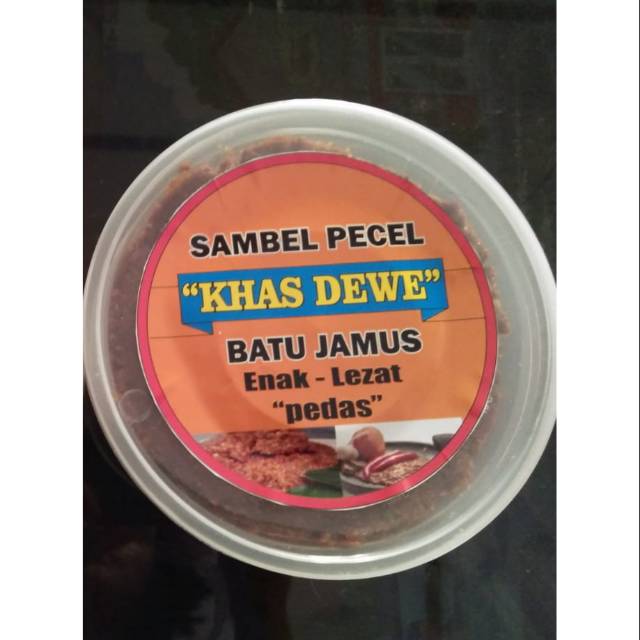 SAMBEL PECEL
“KHAS DEWE”
BATU JAMUS
Enak - Lezat
“pedas”